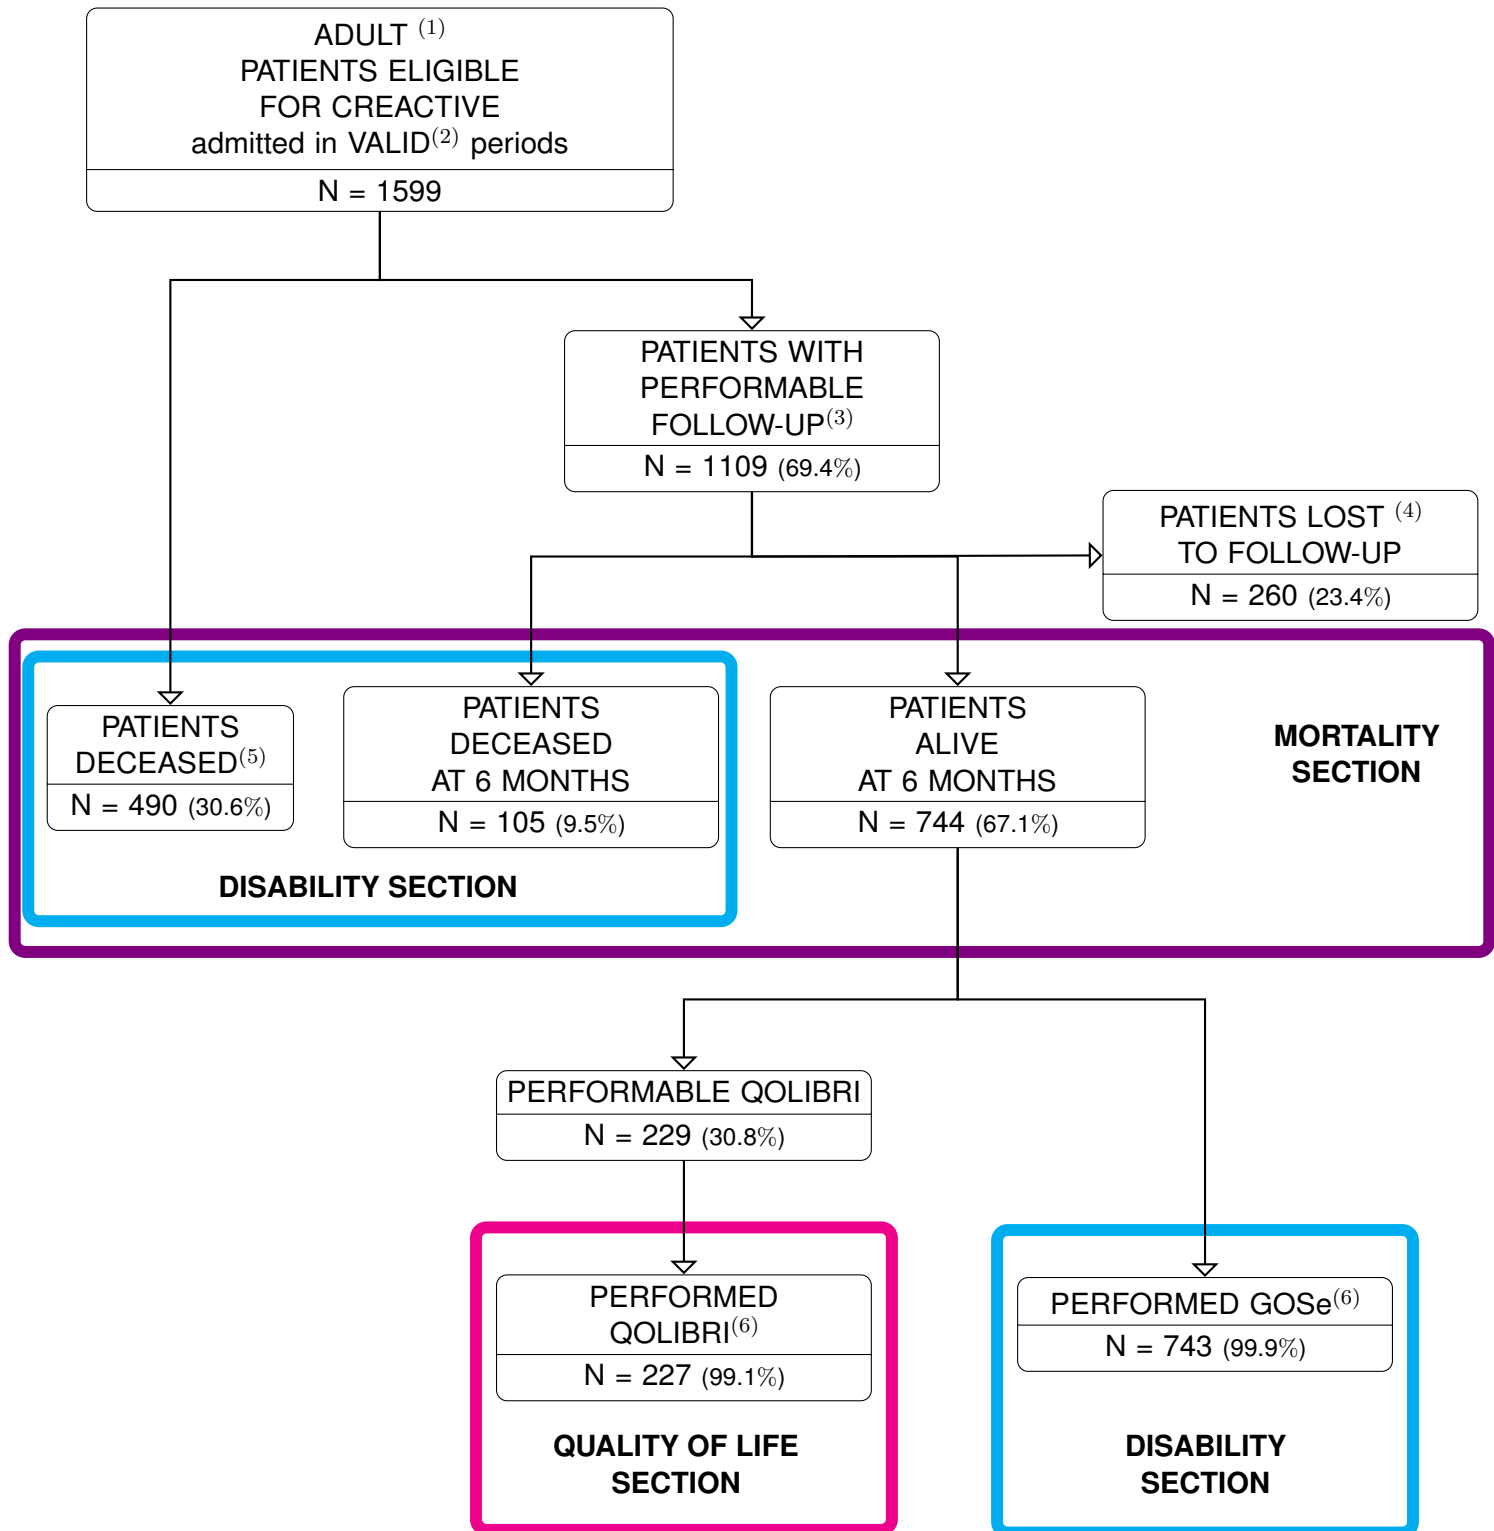 ADULT (1)
PATIENTS ELIGIBLE
FOR CREACTIVE
admitted in VALID(2) periods
N = 1599
PATIENTS WITH
PERFORMABLE
FOLLOW-UP(3)
N = 1109 (69.4%)
PATIENTS LOST (4)
TO FOLLOW-UP
N = 260 (23.4%)
PATIENTS
DECEASED(5)
N = 490 (30.6%)
PATIENTS
DECEASED
AT 6 MONTHS
N = 105 (9.5%)
DISABILITY SECTION
PATIENTS
ALIVE
AT 6 MONTHS
N = 744 (67.1%)
MORTALITY
SECTION
PERFORMABLE QOLIBRI
N = 229 (30.8%)
PERFORMED
QOLIBRI(6)
N = 227 (99.1%)
QUALITY OF LIFE
SECTION
PERFORMED GOSe(6)
N = 743 (99.9%)
DISABILITY
SECTION